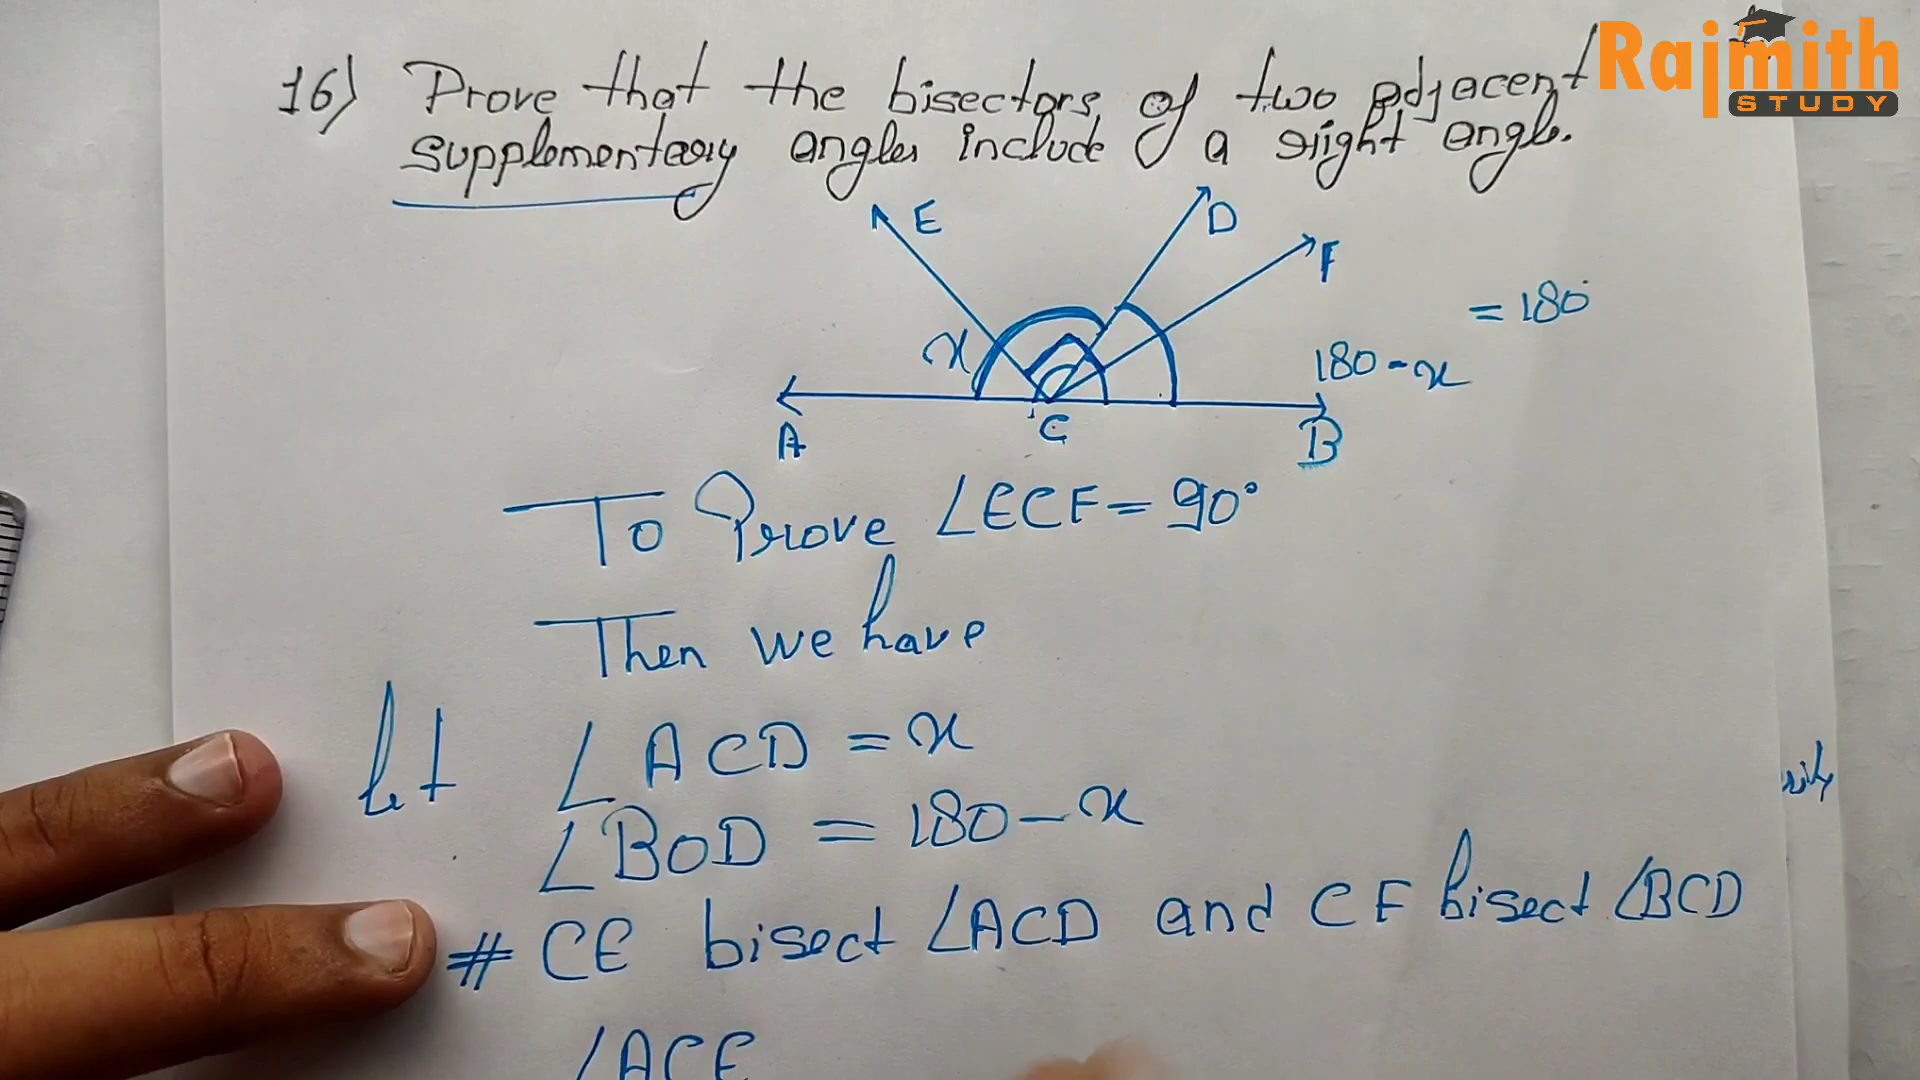 Rajmith
STUDY
16) Prove that the bisectors of two adjacent
supplementary angles include a right angle.
E
D
F
= 180°
x
180 - x
A
C
B
To Prove ∠ECF = 90°
Then we have
let ∠ACD = x
∠BOD = 180 - x
# CE bisect ∠ACD and CF bisect ∠BCD
∠ACE